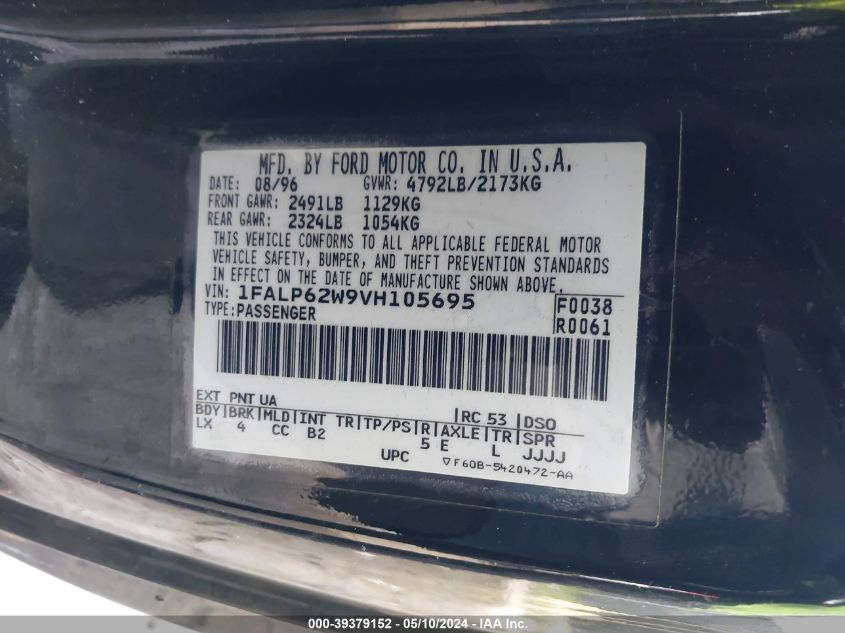 MFD. BY FORD MOTOR CO. IN U.S.A.
DATE: 08/96 GVWR: 4792LB/2173KG
FRONT GAWR: 2491LB 1129KG
REAR GAWR: 2324LB 1054KG
THIS VEHICLE CONFORMS TO ALL APPLICABLE FEDERAL MOTOR
VEHICLE SAFETY, BUMPER, AND THEFT PREVENTION STANDARDS
IN EFFECT ON THE DATE OF MANUFACTURE SHOWN ABOVE.
VIN: 1FALP62W9VH105695 F0038
TYPE: PASSENGER R0061
EXT PNT UA RC 53 DSO
BDY BRK MLD INT TR TP/PS R AXLE TR SPR
LX 4 CC B2 5 E L JJJJ
UPC ▽F60B-5420472-AA
000-39379152 - 05/10/2024 - IAA Inc.